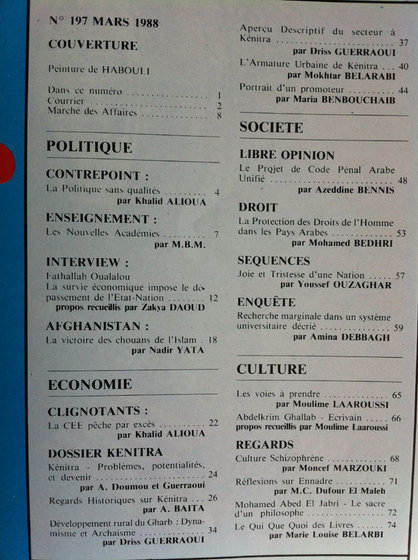 N° 197 MARS 1988
COUVERTURE
Peinture de HABOULI
Dans ce numéro ........... 1
Courrier .................. 2
Marché des Affaires ........ 8
POLITIQUE
CONTREPOINT :
La Politique sans qualités ........ 4
par Khalid ALIOUA
ENSEIGNEMENT :
Les Nouvelles Académies ....... 7
par M.B.M.
INTERVIEW :
Fathallah Oualalou
La survie économique impose le dé-
passement de l'Etat-Nation ....... 12
propos recueillis par Zakya DAOUD
AFGHANISTAN :
La victoire des chouans de l'Islam . 18
par Nadir YATA
ECONOMIE
CLIGNOTANTS :
La CEE pêche par excès ........ 22
par Khalid ALIOUA
DOSSIER KENITRA
Kénitra - Problèmes, potentialités,
et devenir .................. 24
par A. Doumou et Guerraoui
Regards Historiques sur Kénitra ... 26
par A. BAITA
Développement rural du Gharb : Dyna-
misme et Archaisme ........... 34
par Driss GUERRAOUI
Aperçu Descriptif du secteur à
Kénitra ................... 37
par Driss GUERRAOUI
L'Armature Urbaine de Kénitra ... 40
par Mokhtar BELARABI
Portrait d'un promoteur ......... 44
par Maria BENBOUCHAIB
SOCIETE
LIBRE OPINION
Le Projet de Code Pénal Arabe
Unifié .................... 48
par Azeddine BENNIS
DROIT
La Protection des Droits de l'Homme
dans les Pays Arabes .......... 53
par Mohamed BEDHRI
SEQUENCES
Joie et Tristesse d'une Nation ..... 57
par Youssef OUZAGHAR
ENQUÊTE
Recherche marginale dans un système
universitaire décrié ............ 59
par Amina DEBBAGH
CULTURE
Les voies à prendre ............ 65
par Moulime LAAROUSSI
Abdelkrim Ghallab - Ecrivain ..... 66
propos recueillis par Moulime Laaroussi
REGARDS
Culture Schizophrène .......... 68
par Moncef MARZOUKI
Réflexions sur Ennadre ......... 71
par M.C. Dufour El Maleh
Mohamed Abed El Jabri - Le sacre
d'un philosophe .............. 72
Le Qui Que Quoi des Livres ...... 74
par Marie Louise BELARBI